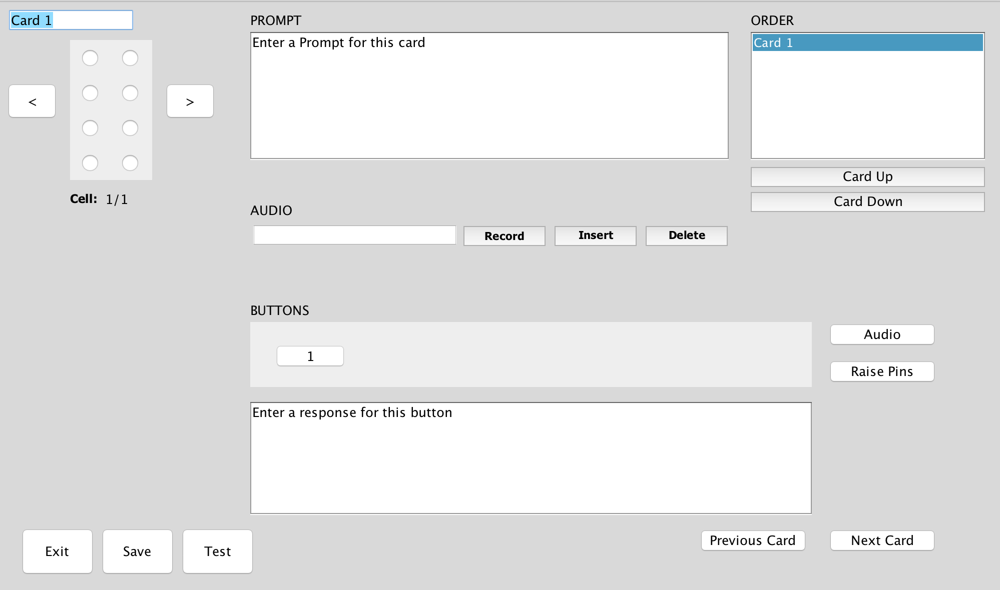 Card 1
<
>
Cell: 1/1
PROMPT
Enter a Prompt for this card
ORDER
Card 1
Card Up
Card Down
AUDIO
Record
Insert
Delete
BUTTONS
1
Audio
Raise Pins
Enter a response for this button
Exit
Save
Test
Previous Card
Next Card